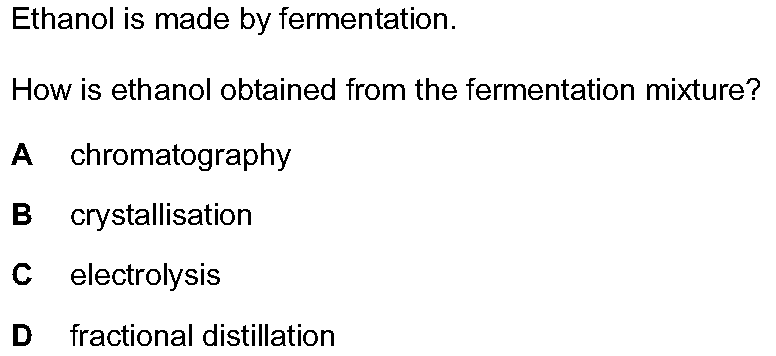 Ethanol is made by fermentation.
How is ethanol obtained from the fermentation mixture?
A chromatography
B crystallisation
C electrolysis
D fractional distillation